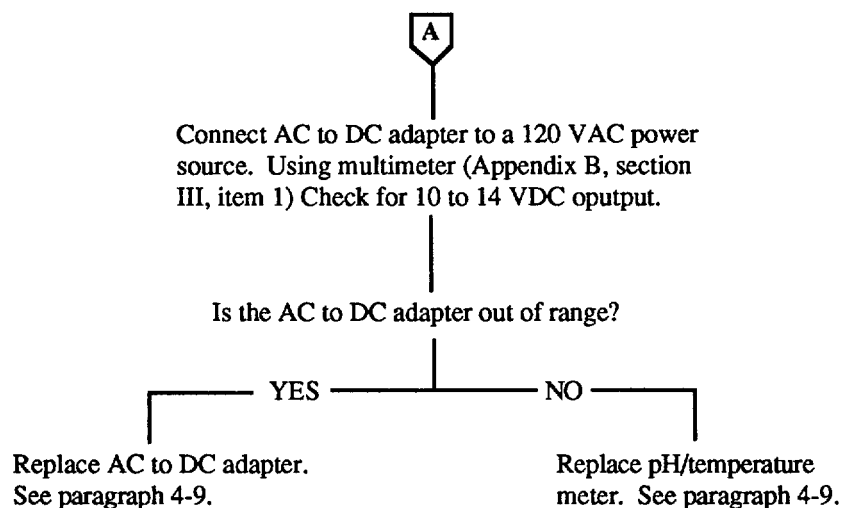 A
Connect AC to DC adapter to a 120 VAC power
source. Using multimeter (Appendix B, section
III, item 1) Check for 10 to 14 VDC oputput.
Is the AC to DC adapter out of range?
YES
NO
Replace AC to DC adapter.
See paragraph 4-9.
Replace pH/temperature
meter. See paragraph 4-9.